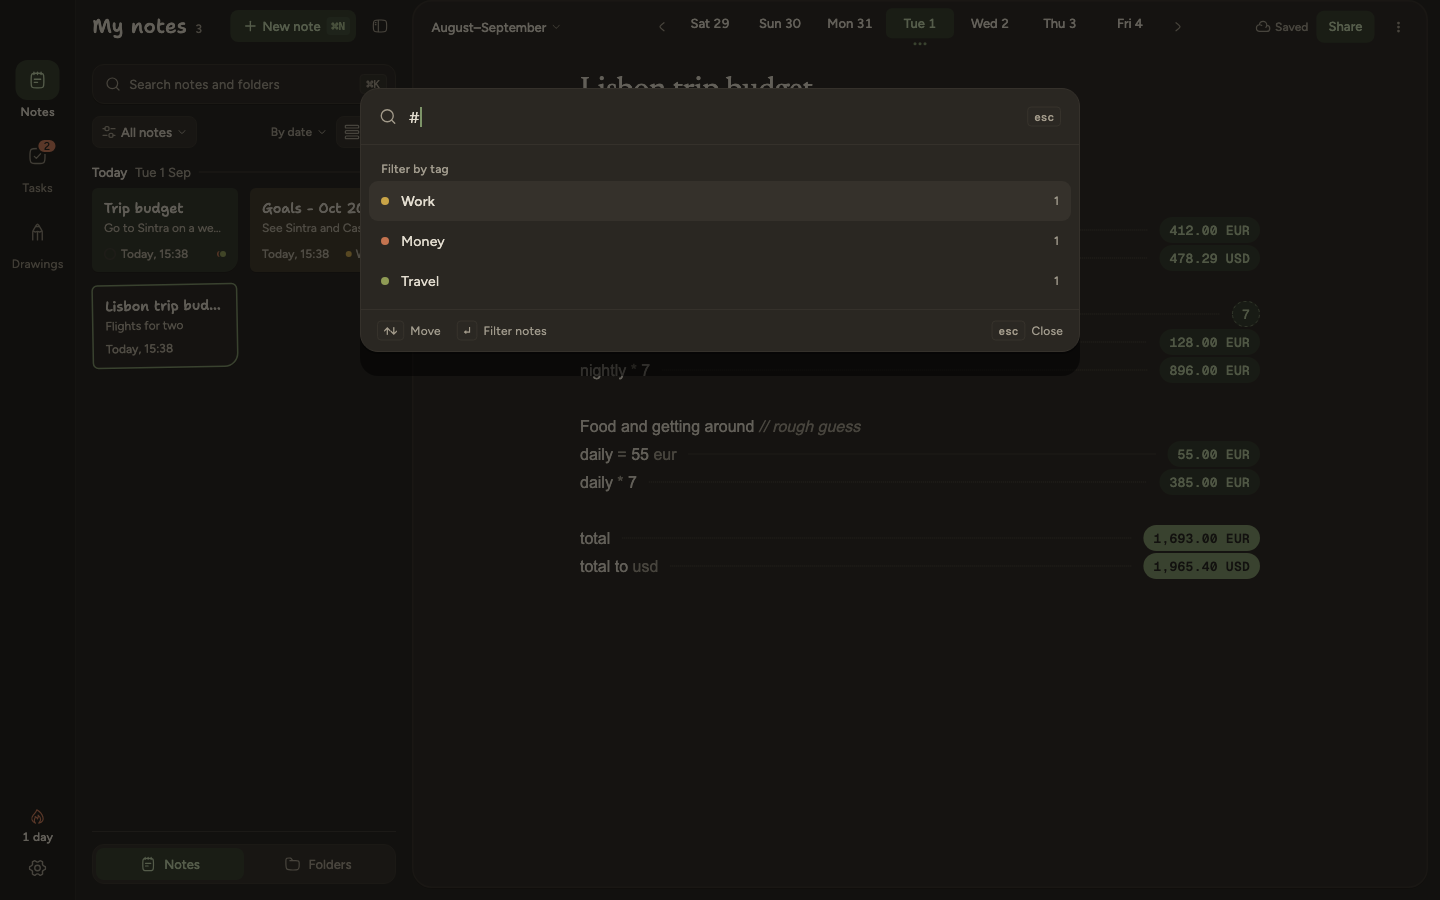 My notes 3
+ New note ⌘N
August–September
Sat 29
Sun 30
Mon 31
Tue 1
Wed 2
Thu 3
Fri 4
Saved
Share
Notes
2
Tasks
Drawings
Search notes and folders ⌘K
All notes
By date
Today Tue 1 Sep
Trip budget
Go to Sintra on a we...
Today, 15:38
Goals - Oct
See Sintra and
Today, 15:38
Lisbon trip bud...
Flights for two
Today, 15:38
Lisbon trip budget
#
esc
Filter by tag
Work 1
Money 1
Travel 1
↑↓ Move
↵ Filter notes
esc Close
412.00 EUR
478.29 USD
7
128.00 EUR
nightly * 7 896.00 EUR
Food and getting around // rough guess
daily = 55 eur 55.00 EUR
daily * 7 385.00 EUR
total 1,693.00 EUR
total to usd 1,965.40 USD
1 day
Notes
Folders